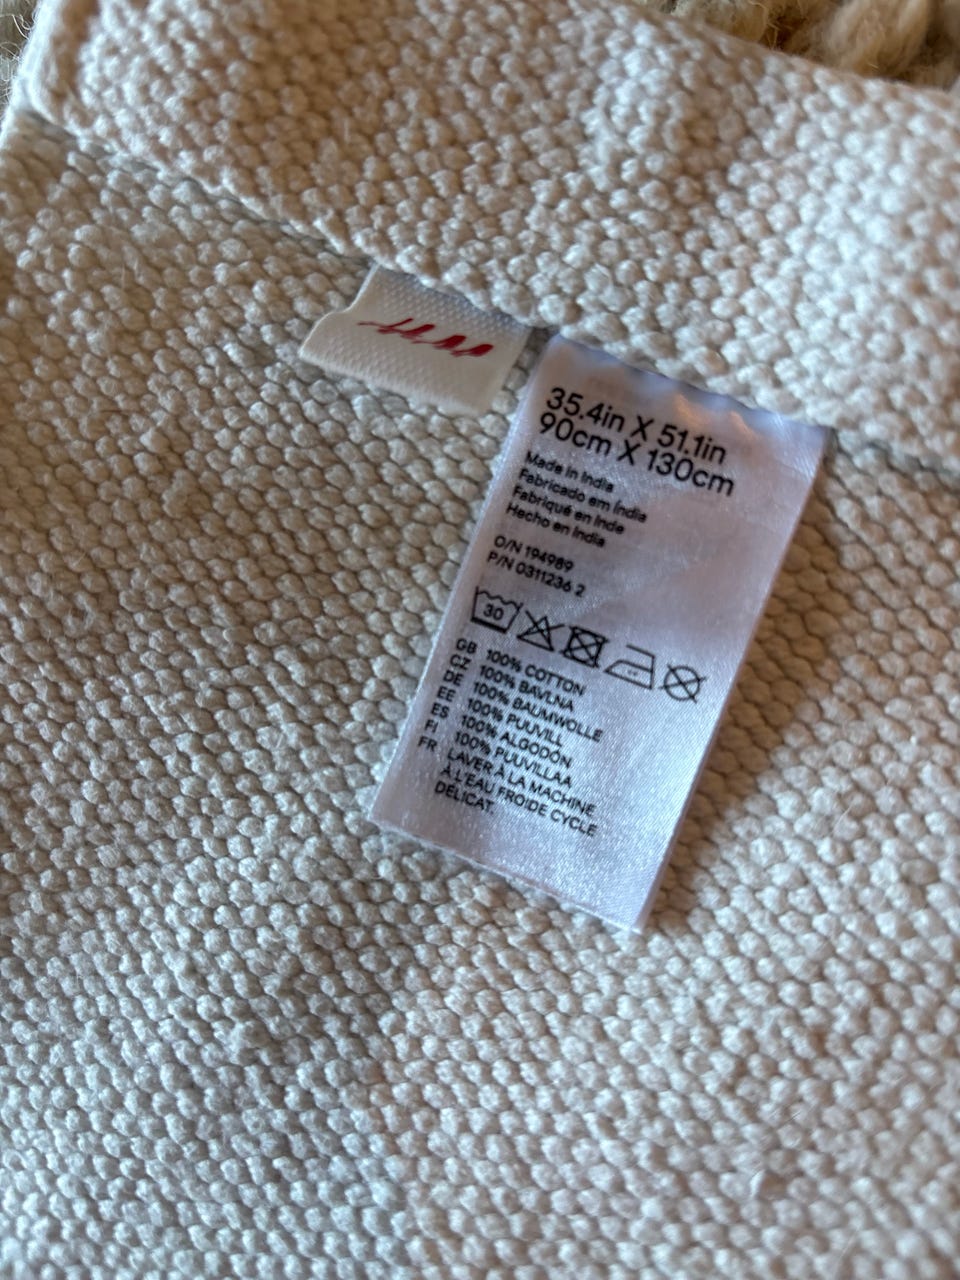 35.4in X 51.1in
90cm X 130cm
Made in India
Fabricado em Índia
Fabriqué en Inde
Hecho en India
O/N 194989
P/N 0311236 2
30
GB 100% COTTON
CZ 100% BAVLNA
DE 100% BAUMWOLLE
EE 100% PUUVILL
ES 100% ALGODÓN
FI 100% PUUVILLAA
FR LAVER À LA MACHINE
À L'EAU FROIDE CYCLE
DÉLICAT.